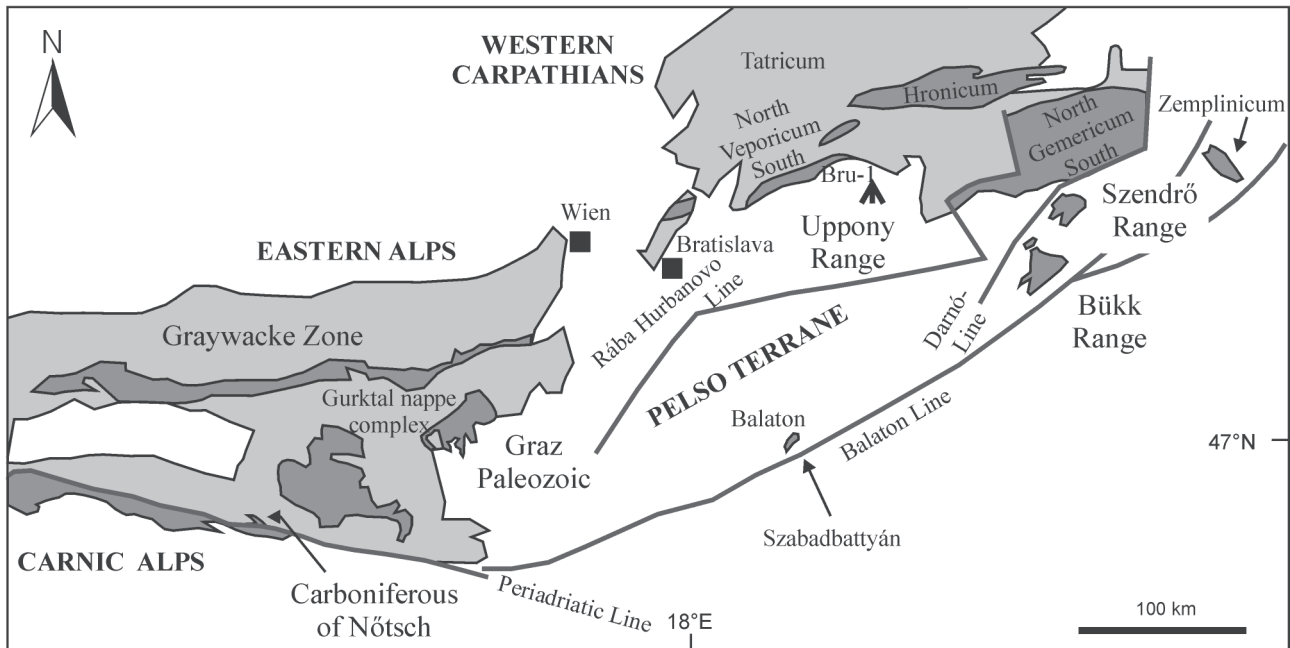 N
WESTERN
CARPATHIANS
Tatricum
Hronicum
North
Veporicum
South
North
Gemericum
South
Zemplinicum
Bru-1
Szendrő
Range
Wien
Bratislava
Uppony
Range
EASTERN ALPS
Rába Hurbanovo
Line
Darnó-
Line
Bükk
Range
Graywacke Zone
PELSO TERRANE
Gurktal nappe
complex
Graz
Paleozoic
Balaton
Balaton Line
47°N
Szabadbattyán
CARNIC ALPS
Carboniferous
of Nőtsch
Periadriatic Line
18°E
100 km